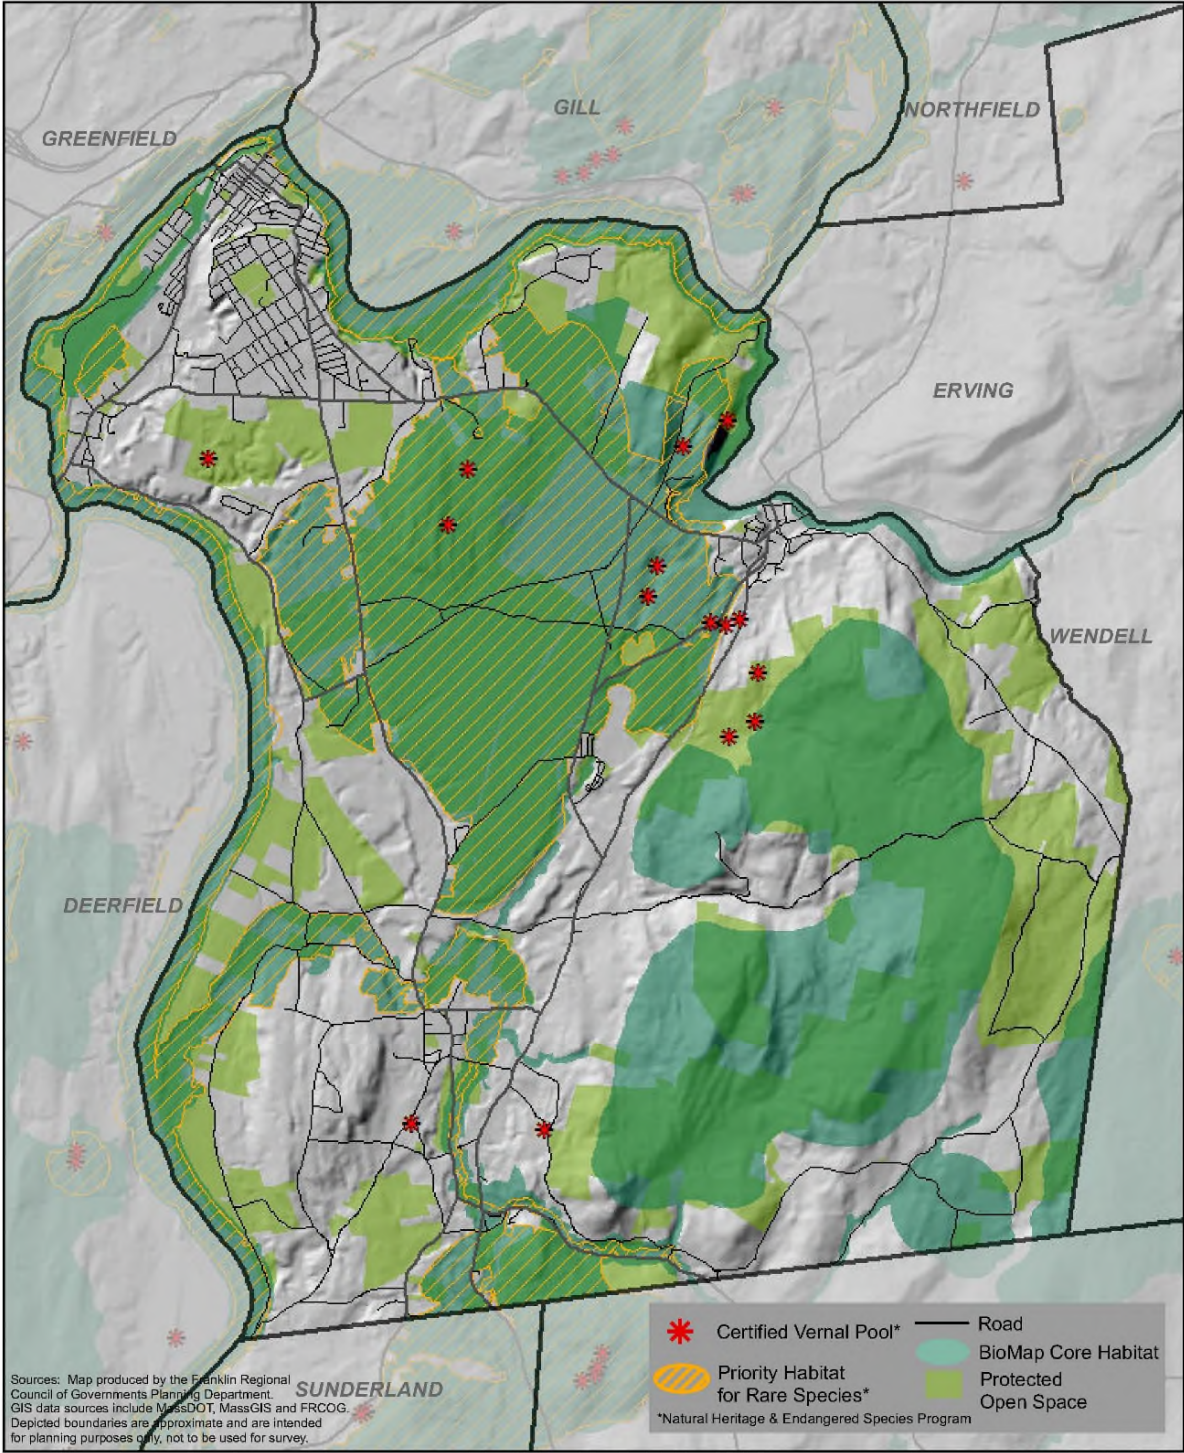 GILL
NORTHFIELD
GREENFIELD
ERVING
WENDELL
DEERFIELD
SUNDERLAND
Certified Vernal Pool*
Priority Habitat
for Rare Species*
*Natural Heritage & Endangered Species Program
Road
BioMap Core Habitat
Protected
Open Space
Sources: Map produced by the Franklin Regional
Council of Governments Planning Department.
GIS data sources include MassDOT, MassGIS and FRCOG.
Depicted boundaries are approximate and are intended
for planning purposes only, not to be used for survey.